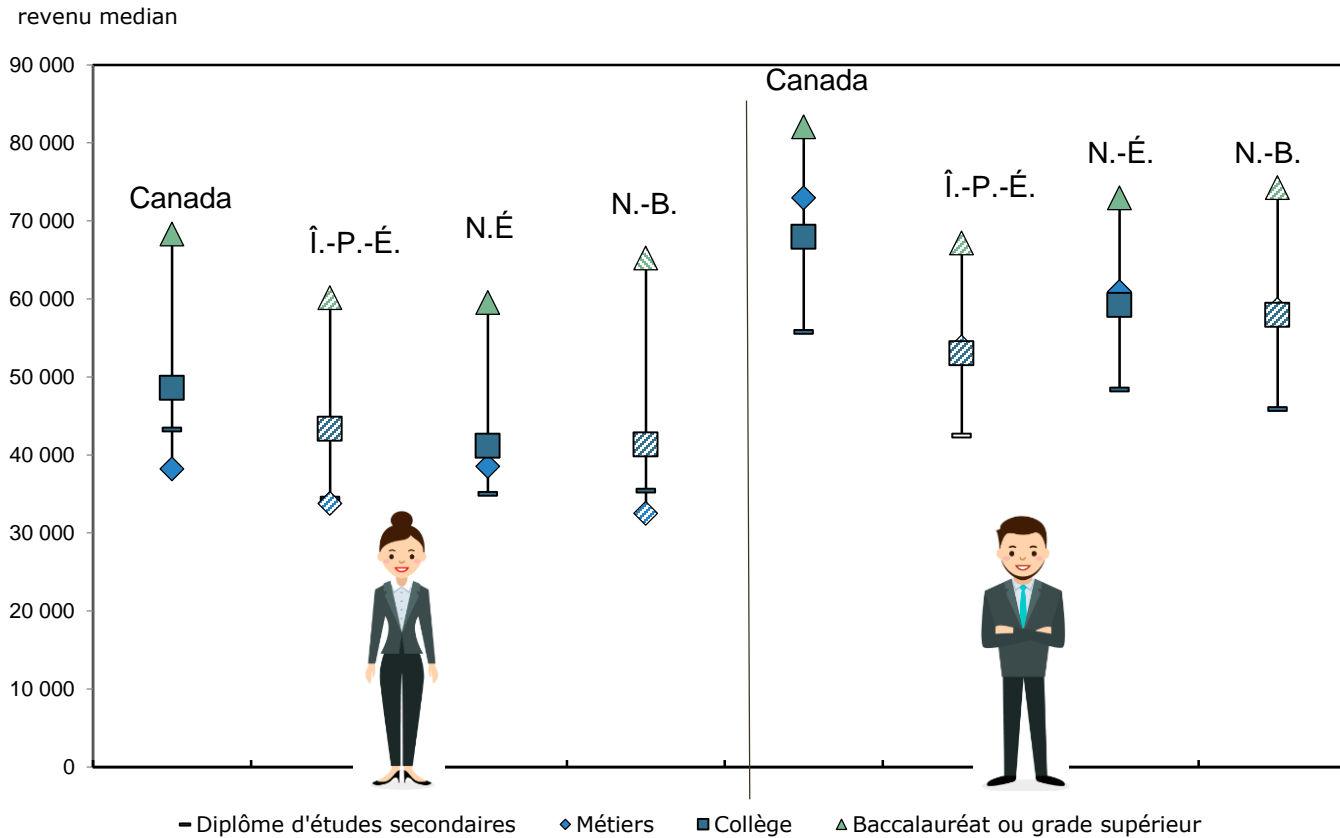 revenu median
90 000
80 000
70 000
60 000
50 000
40 000
30 000
20 000
10 000
0
Canada
Î.-P.-É.
N.É
N.-B.
Canada
Î.-P.-É.
N.-É.
N.-B.
Diplôme d'études secondaires Métiers Collège Baccalauréat ou grade supérieur